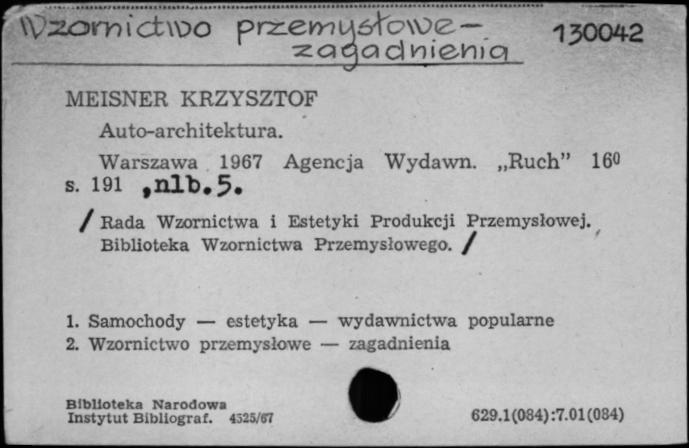 Wzornictwo przemysłowe – 130042
zagadnienia
MEISNER KRZYSZTOF
Auto-architektura.
Warszawa 1967 Agencja Wydawn. „Ruch” 16⁰
s. 191 , nlb. 5.
/ Rada Wzornictwa i Estetyki Produkcji Przemysłowej.
Biblioteka Wzornictwa Przemysłowego. /
1. Samochody — estetyka — wydawnictwa popularne
2. Wzornictwo przemysłowe — zagadnienia
Biblioteka Narodowa
Instytut Bibliograf. 4525/67 629.1(084):7.01(084)